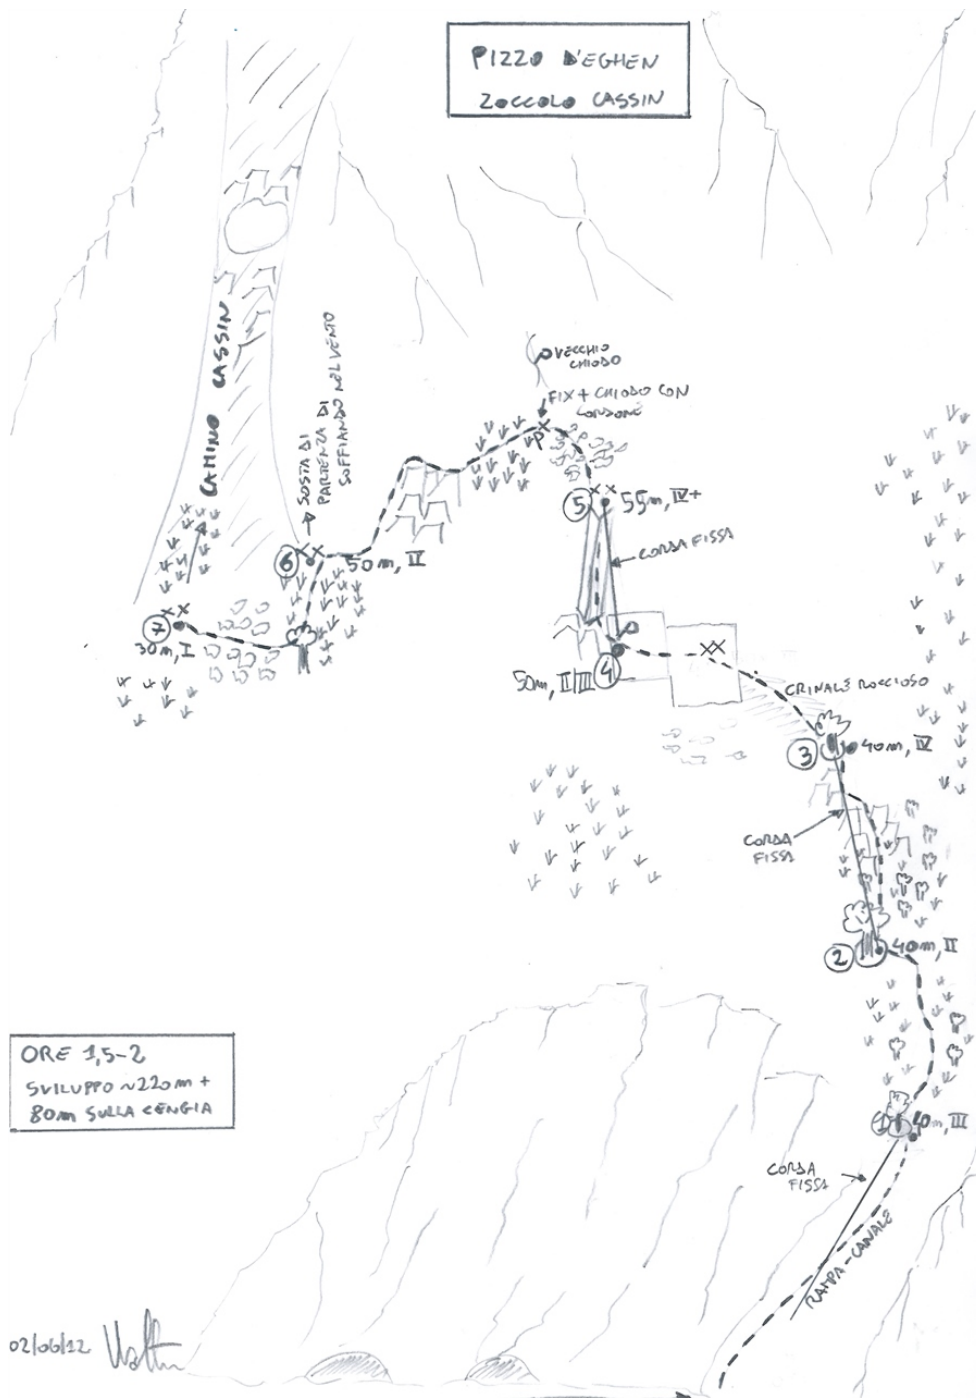 PIZZO D'EGHEN
ZOCCOLO CASSIN
CAMINO CASSIN
SOSTA DI
PARTENZA DI
SOFFIANDO NEL VENTO
VECCHIO
CHIODO
FIX + CHIODO CON
CORDONE
P
5
55m, IV+
CORDA FISSA
6
50m, II
7
30m, I
50m, II/III
4
CRINALE ROCCIOSO
3
40m, IV
CORDA
FISSA
2
40m, II
ORE 1,5-2
SVILUPPO ~220m +
80m SULLA CENGIA
1
40m, III
CORDA
FISSA
RAMPA-CANALE
02/06/12